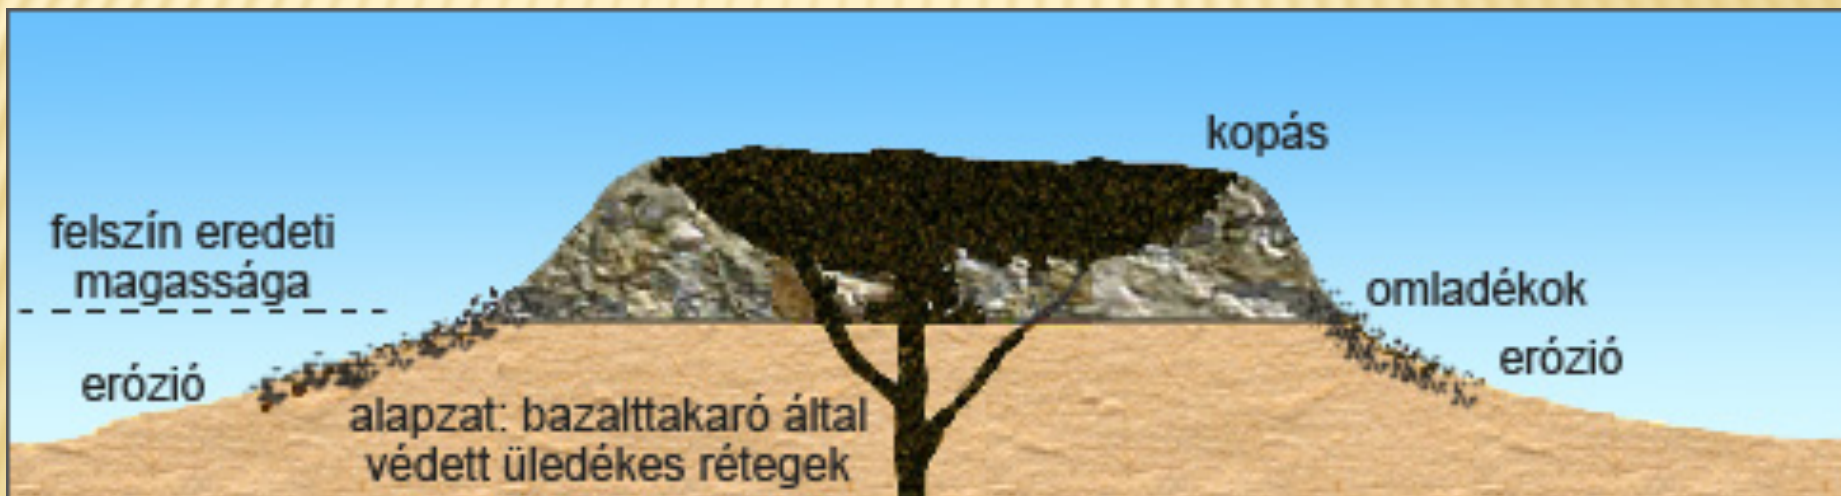 kopás
felszín eredeti
magassága
omladékok
erózió
erózió
alapzat: bazalttakaró által
védett üledékes rétegek